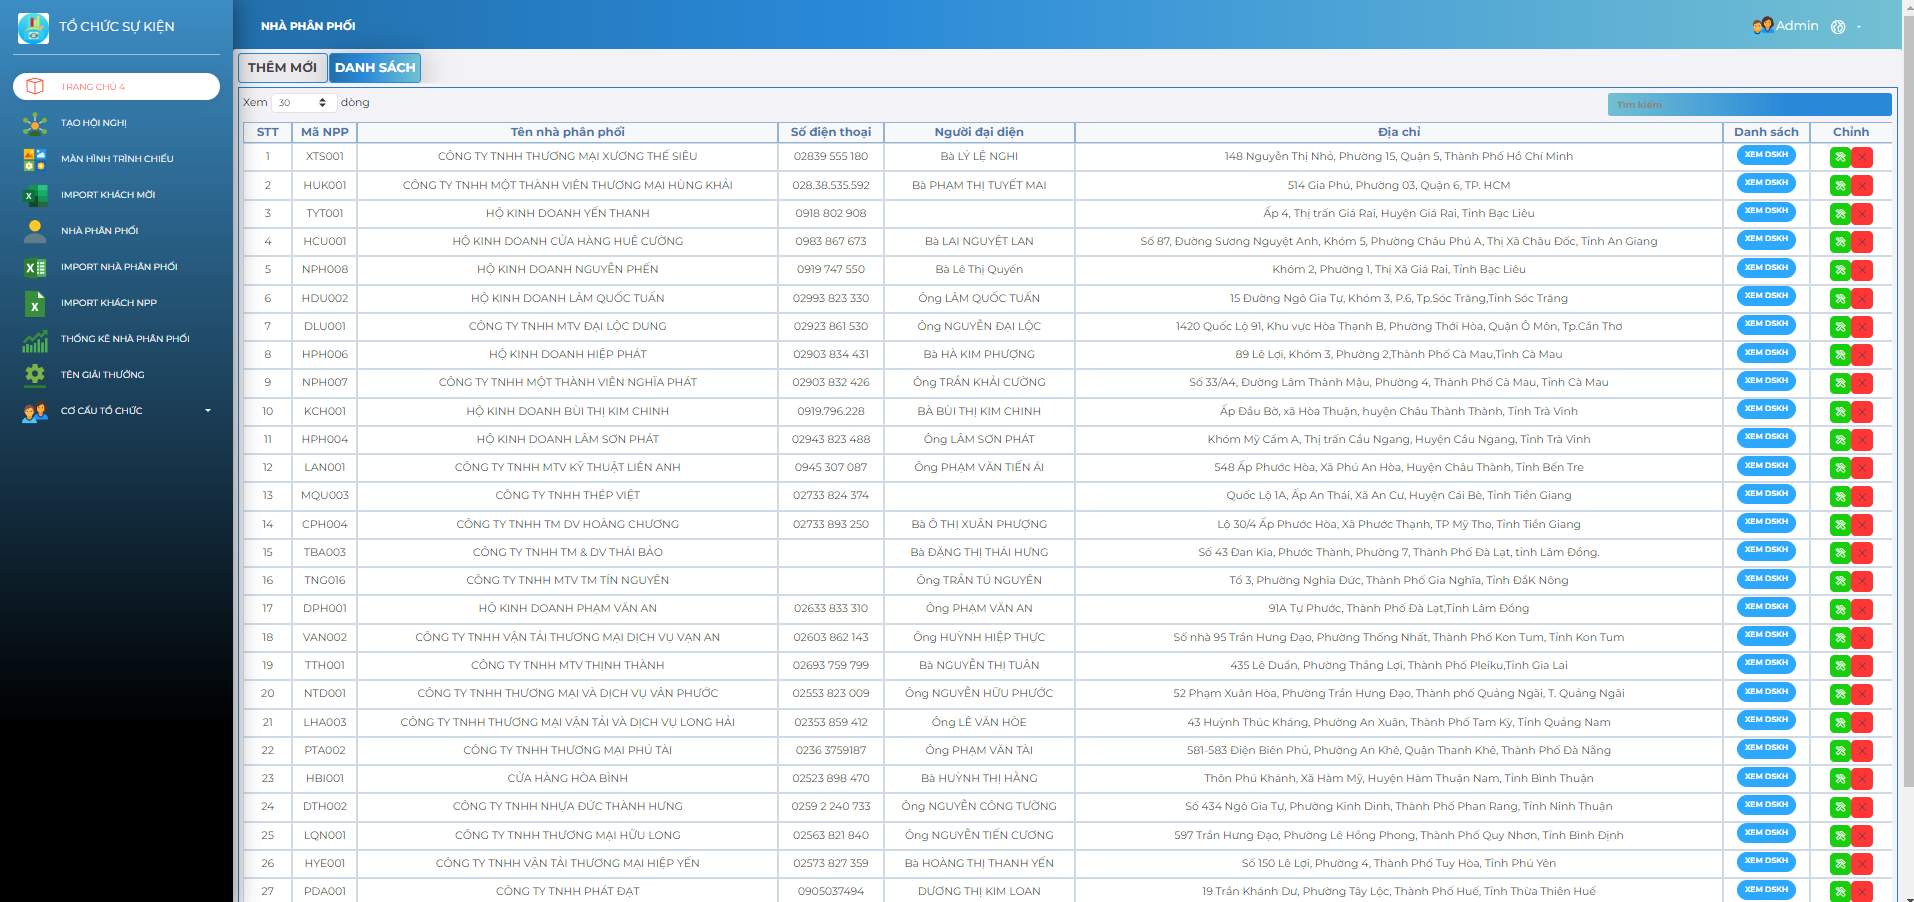 TỔ CHỨC SỰ KIỆN
TRANG CHỦ 4
TẠO HỘI NGHỊ
MÀN HÌNH TRÌNH CHIẾU
IMPORT KHÁCH MỜI
NHÀ PHÂN PHỐI
IMPORT NHÀ PHÂN PHỐI
IMPORT KHÁCH NPP
THỐNG KÊ NHÀ PHÂN PHỐI
TÊN GIẢI THƯỞNG
CƠ CẤU TỔ CHỨC
NHÀ PHÂN PHỐI
Admin
THÊM MỚI DANH SÁCH
Xem 30 dòng
Tìm kiếm
STT Mã NPP Tên nhà phân phối Số điện thoại Người đại diện Địa chỉ Danh sách Chỉnh
1 XTS001 CÔNG TY TNHH THƯƠNG MẠI XƯƠNG THẾ SIÊU 02839 555 180 Bà LÝ LỆ NGHI 148 Nguyễn Thị Nhỏ, Phường 15, Quận 5, Thành Phố Hồ Chí Minh XEM DSKH
2 HUK001 CÔNG TY TNHH MỘT THÀNH VIÊN THƯƠNG MẠI HÙNG KHẢI 028.38.535.592 Bà PHẠM THỊ TUYẾT MAI 514 Gia Phú, Phường 03, Quận 6, TP. HCM XEM DSKH
3 TYT001 HỘ KINH DOANH YẾN THANH 0918 802 908 Ấp 4, Thị trấn Giá Rai, Huyện Giá Rai, Tỉnh Bạc Liêu XEM DSKH
4 HCU001 HỘ KINH DOANH CỬA HÀNG HUÊ CƯỜNG 0983 867 673 Bà LAI NGUYỆT LAN Số 87, Đường Sương Nguyệt Anh, Khóm 5, Phường Châu Phú A, Thị Xã Châu Đốc, Tỉnh An Giang XEM DSKH
5 NPH008 HỘ KINH DOANH NGUYỄN PHẾN 0919 747 550 Bà Lê Thị Quyến Khóm 2, Phường 1, Thị Xã Giá Rai, Tỉnh Bạc Liêu XEM DSKH
6 HDU002 HỘ KINH DOANH LÂM QUỐC TUẤN 02993 823 330 Ông LÂM QUỐC TUẤN 15 Đường Ngô Gia Tự, Khóm 3, P.6, Tp.Sóc Trăng,Tỉnh Sóc Trăng XEM DSKH
7 DLU001 CÔNG TY TNHH MTV ĐẠI LỘC DUNG 02923 861 530 Ông NGUYỄN ĐẠI LỘC 1420 Quốc Lộ 91, Khu vực Hòa Thạnh B, Phường Thới Hòa, Quận Ô Môn, Tp.Cần Thơ XEM DSKH
8 HPH006 HỘ KINH DOANH HIỆP PHÁT 02903 834 431 Bà HÀ KIM PHƯỢNG 89 Lê Lợi, Khóm 3, Phường 2,Thành Phố Cà Mau,Tỉnh Cà Mau XEM DSKH
9 NPH007 CÔNG TY TNHH MỘT THÀNH VIÊN NGHĨA PHÁT 02903 832 426 Ông TRẦN KHẢI CƯỜNG Số 33/A4, Đường Lâm Thành Mậu, Phường 4, Thành Phố Cà Mau, Tỉnh Cà Mau XEM DSKH
10 KCH001 HỘ KINH DOANH BÙI THỊ KIM CHINH 0919.796.228 BÀ BÙI THỊ KIM CHINH Ấp Đầu Bờ, xã Hòa Thuận, huyện Châu Thành Thành, Tỉnh Trà Vinh XEM DSKH
11 HPH004 HỘ KINH DOANH LÂM SƠN PHÁT 02943 823 488 Ông LÂM SƠN PHÁT Khóm Mỹ Cẩm A, Thị trấn Cầu Ngang, Huyện Cầu Ngang, Tỉnh Trà Vinh XEM DSKH
12 LAN001 CÔNG TY TNHH MTV KỸ THUẬT LIÊN ANH 0945 307 087 Ông PHẠM VĂN TIẾN ÁI 548 Ấp Phước Hòa, Xã Phú An Hòa, Huyện Châu Thành, Tỉnh Bến Tre XEM DSKH
13 MQU003 CÔNG TY TNHH THÉP VIỆT 02733 824 374 Quốc Lộ 1A, Ấp An Thái, Xã An Cư, Huyện Cái Bè, Tỉnh Tiền Giang XEM DSKH
14 CPH004 CÔNG TY TNHH TM DV HOÀNG CHƯƠNG 02733 893 250 Bà Ô THỊ XUÂN PHƯỢNG Lộ 30/4 Ấp Phước Hòa, Xã Phước Thạnh, TP Mỹ Tho, Tỉnh Tiền Giang XEM DSKH
15 TBA003 CÔNG TY TNHH TM & DV THÁI BẢO Bà ĐẶNG THỊ THÁI HƯNG Số 43 Đan Kia, Phước Thành, Phường 7, Thành Phố Đà Lạt, tỉnh Lâm Đồng. XEM DSKH
16 TNG016 CÔNG TY TNHH MTV TM TÍN NGUYÊN Ông TRẦN TÚ NGUYÊN Tổ 3, Phường Nghĩa Đức, Thành Phố Gia Nghĩa, Tỉnh ĐắK Nông XEM DSKH
17 DPH001 HỘ KINH DOANH PHẠM VĂN AN 02633 833 310 Ông PHẠM VĂN AN 91A Tự Phước, Thành Phố Đà Lạt,Tỉnh Lâm Đồng XEM DSKH
18 VAN002 CÔNG TY TNHH VẬN TẢI THƯƠNG MẠI DỊCH VỤ VẠN AN 02603 862 143 Ông HUỲNH HIỆP THỰC Số nhà 95 Trần Hưng Đạo, Phường Thống Nhất, Thành Phố Kon Tum, Tỉnh Kon Tum XEM DSKH
19 TTH001 CÔNG TY TNHH MTV THỊNH THÀNH 02693 759 799 Bà NGUYỄN THỊ TUÂN 435 Lê Duẩn, Phường Thắng Lợi, Thành Phố Pleiku,Tỉnh Gia Lai XEM DSKH
20 NTD001 CÔNG TY TNHH THƯƠNG MẠI VÀ DỊCH VỤ VÂN PHƯỚC 02553 823 009 Ông NGUYỄN HỮU PHƯỚC 52 Phạm Xuân Hòa, Phường Trần Hưng Đạo, Thành phố Quảng Ngãi, T. Quảng Ngãi XEM DSKH
21 LHA003 CÔNG TY TNHH THƯƠNG MẠI VẬN TẢI VÀ DỊCH VỤ LONG HẢI 02353 859 412 Ông LÊ VĂN HÒE 43 Huỳnh Thúc Kháng, Phường An Xuân, Thành Phố Tam Kỳ, Tỉnh Quảng Nam XEM DSKH
22 PTA002 CÔNG TY TNHH THƯƠNG MẠI PHÚ TÀI 0236 3759187 Ông PHẠM VĂN TÀI 581-583 Điện Biên Phủ, Phường An Khê, Quận Thanh Khê, Thành Phố Đà Nẵng XEM DSKH
23 HBI001 CỬA HÀNG HÒA BÌNH 02523 898 470 Bà HUỲNH THỊ HẰNG Thôn Phú Khánh, Xã Hàm Mỹ, Huyện Hàm Thuận Nam, Tỉnh Bình Thuận XEM DSKH
24 DTH002 CÔNG TY TNHH NHỰA ĐỨC THÀNH HƯNG 0259 2 240 733 Ông NGUYỄN CÔNG TƯỜNG Số 434 Ngô Gia Tự, Phường Kinh Dinh, Thành Phố Phan Rang, Tỉnh Ninh Thuận XEM DSKH
25 LQN001 CÔNG TY TNHH THƯƠNG MẠI HỮU LONG 02563 821 840 Ông NGUYỄN TIẾN CƯƠNG 597 Trần Hưng Đạo, Phường Lê Hồng Phong, Thành Phố Quy Nhơn, Tỉnh Bình Định XEM DSKH
26 HYE001 CÔNG TY TNHH VẬN TẢI THƯƠNG MẠI HIỆP YẾN 02573 827 359 Bà HOÀNG THỊ THANH YẾN Số 150 Lê Lợi, Phường 4, Thành Phố Tuy Hòa, Tỉnh Phú Yên XEM DSKH
27 PDA001 CÔNG TY TNHH PHÁT ĐẠT 0905037494 DƯƠNG THỊ KIM LOAN 19 Trần Khánh Dư, Phường Tây Lộc, Thành Phố Huế, Tỉnh Thừa Thiên Huế XEM DSKH